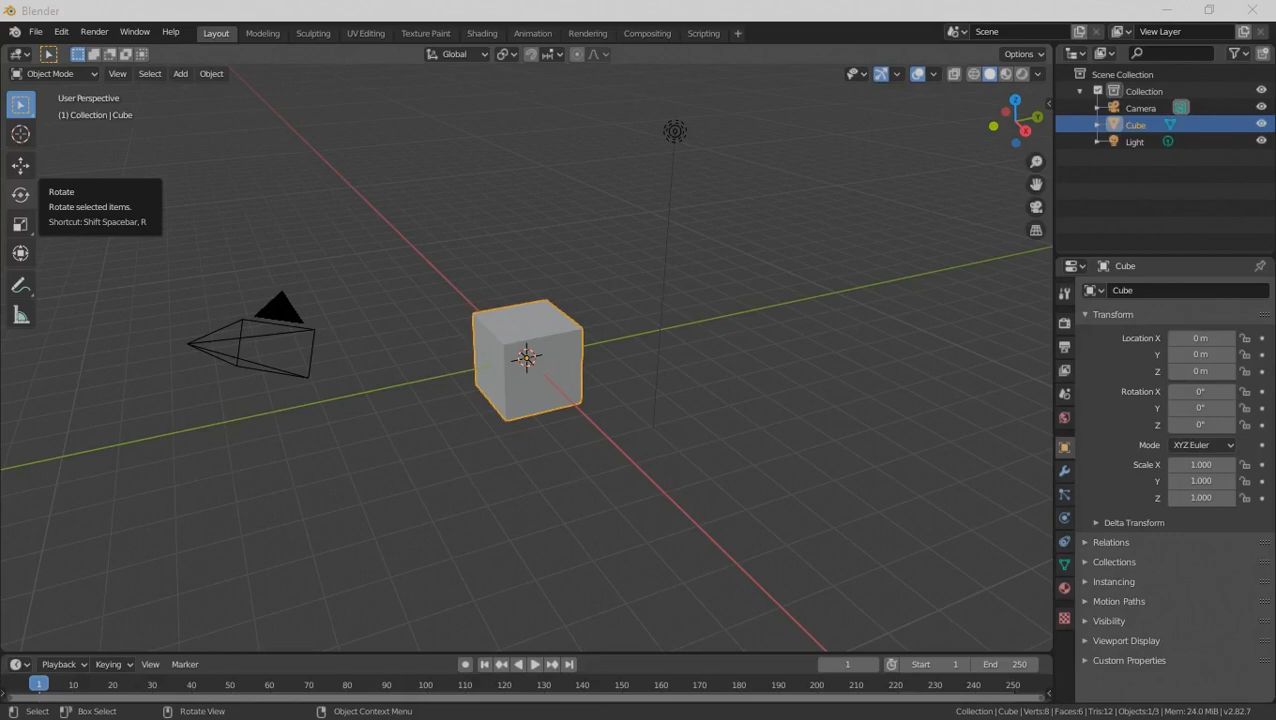 Blender
File Edit Render Window Help Layout Modeling Sculpting UV Editing Texture Paint Shading Animation Rendering Compositing Scripting + Scene View Layer
Global Options
Object Mode View Select Add Object
Scene Collection
User Perspective
Collection
(1) Collection | Cube
Camera
Cube
Light
Z
Y
X
Rotate
Rotate selected items.
Shortcut: Shift Spacebar, R
Cube
Cube
Transform
Location X 0 m
Y 0 m
Z 0 m
Rotation X 0°
Y 0°
Z 0°
Mode XYZ Euler
Scale X 1.000
Y 1.000
Z 1.000
Delta Transform
Relations
Collections
Instancing
Motion Paths
Visibility
Viewport Display
Custom Properties
Playback Keying View Marker 1 Start 1 End 250
1 10 20 30 40 50 60 70 80 90 100 110 120 130 140 150 160 170 180 190 200 210 220 230 240 250
Select Box Select Rotate View Object Context Menu Collection | Cube | Verts:8 | Faces:6 | Tris:12 | Objects:1/3 | Mem: 24.0 MiB | v2.82.7